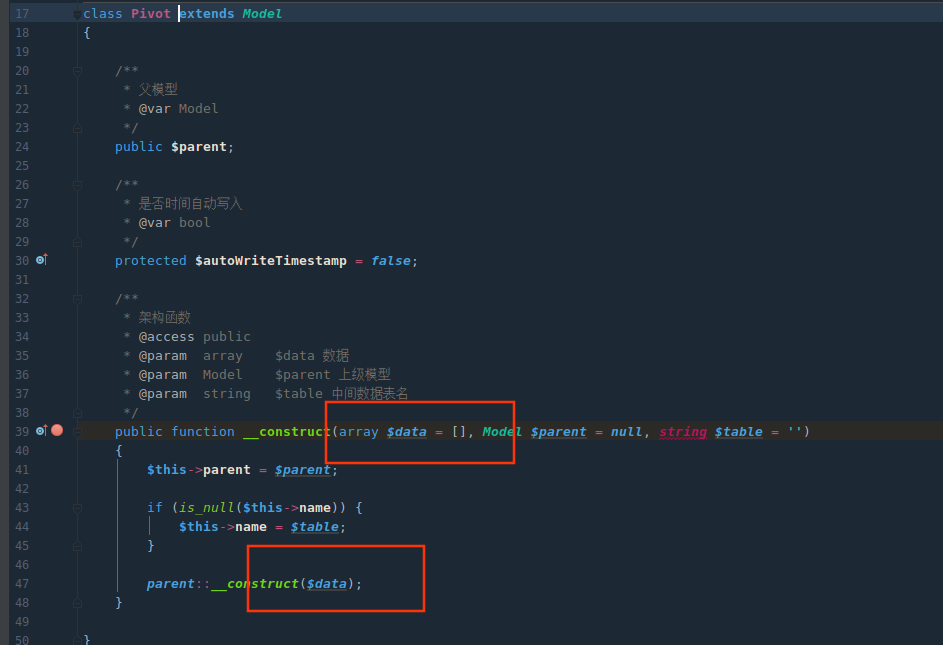 17 class Pivot extends Model
18 {
19
20 /**
21 * 父模型
22 * @var Model
23 */
24 public $parent;
25
26 /**
27 * 是否时间自动写入
28 * @var bool
29 */
30 protected $autoWriteTimestamp = false;
31
32 /**
33 * 架构函数
34 * @access public
35 * @param  array    $data 数据
36 * @param  Model    $parent 上级模型
37 * @param  string   $table 中间数据表名
38 */
39 public function __construct(array $data = [], Model $parent = null, string $table = '')
40 {
41 $this->parent = $parent;
42
43 if (is_null($this->name)) {
44 $this->name = $table;
45 }
46
47 parent::__construct($data);
48 }
49
50 }